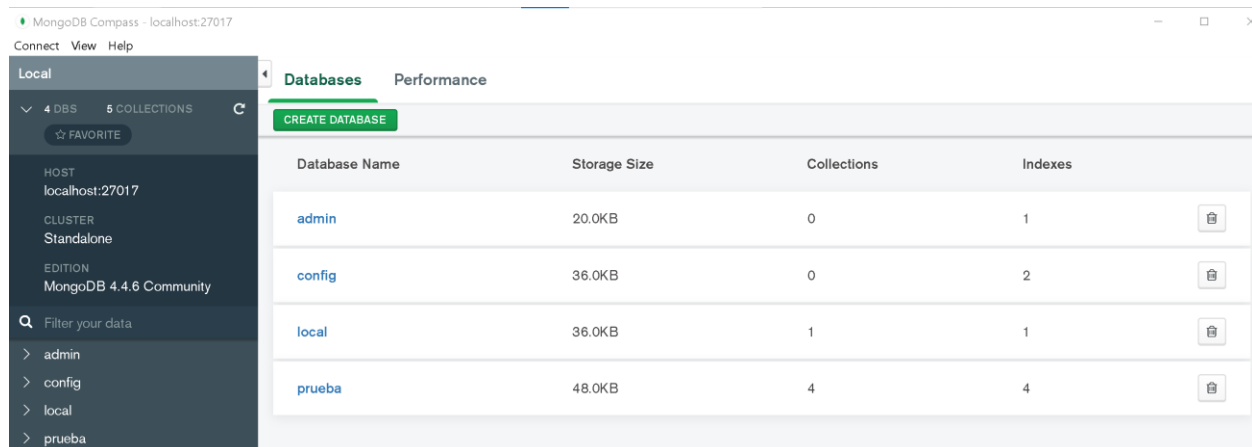 MongoDB Compass - localhost:27017
Connect View Help
Local
4 DBS 5 COLLECTIONS
FAVORITE
HOST
localhost:27017
CLUSTER
Standalone
EDITION
MongoDB 4.4.6 Community
Filter your data
admin
config
local
prueba
Databases Performance
CREATE DATABASE
Database Name Storage Size Collections Indexes
admin 20.0KB 0 1
config 36.0KB 0 2
local 36.0KB 1 1
prueba 48.0KB 4 4